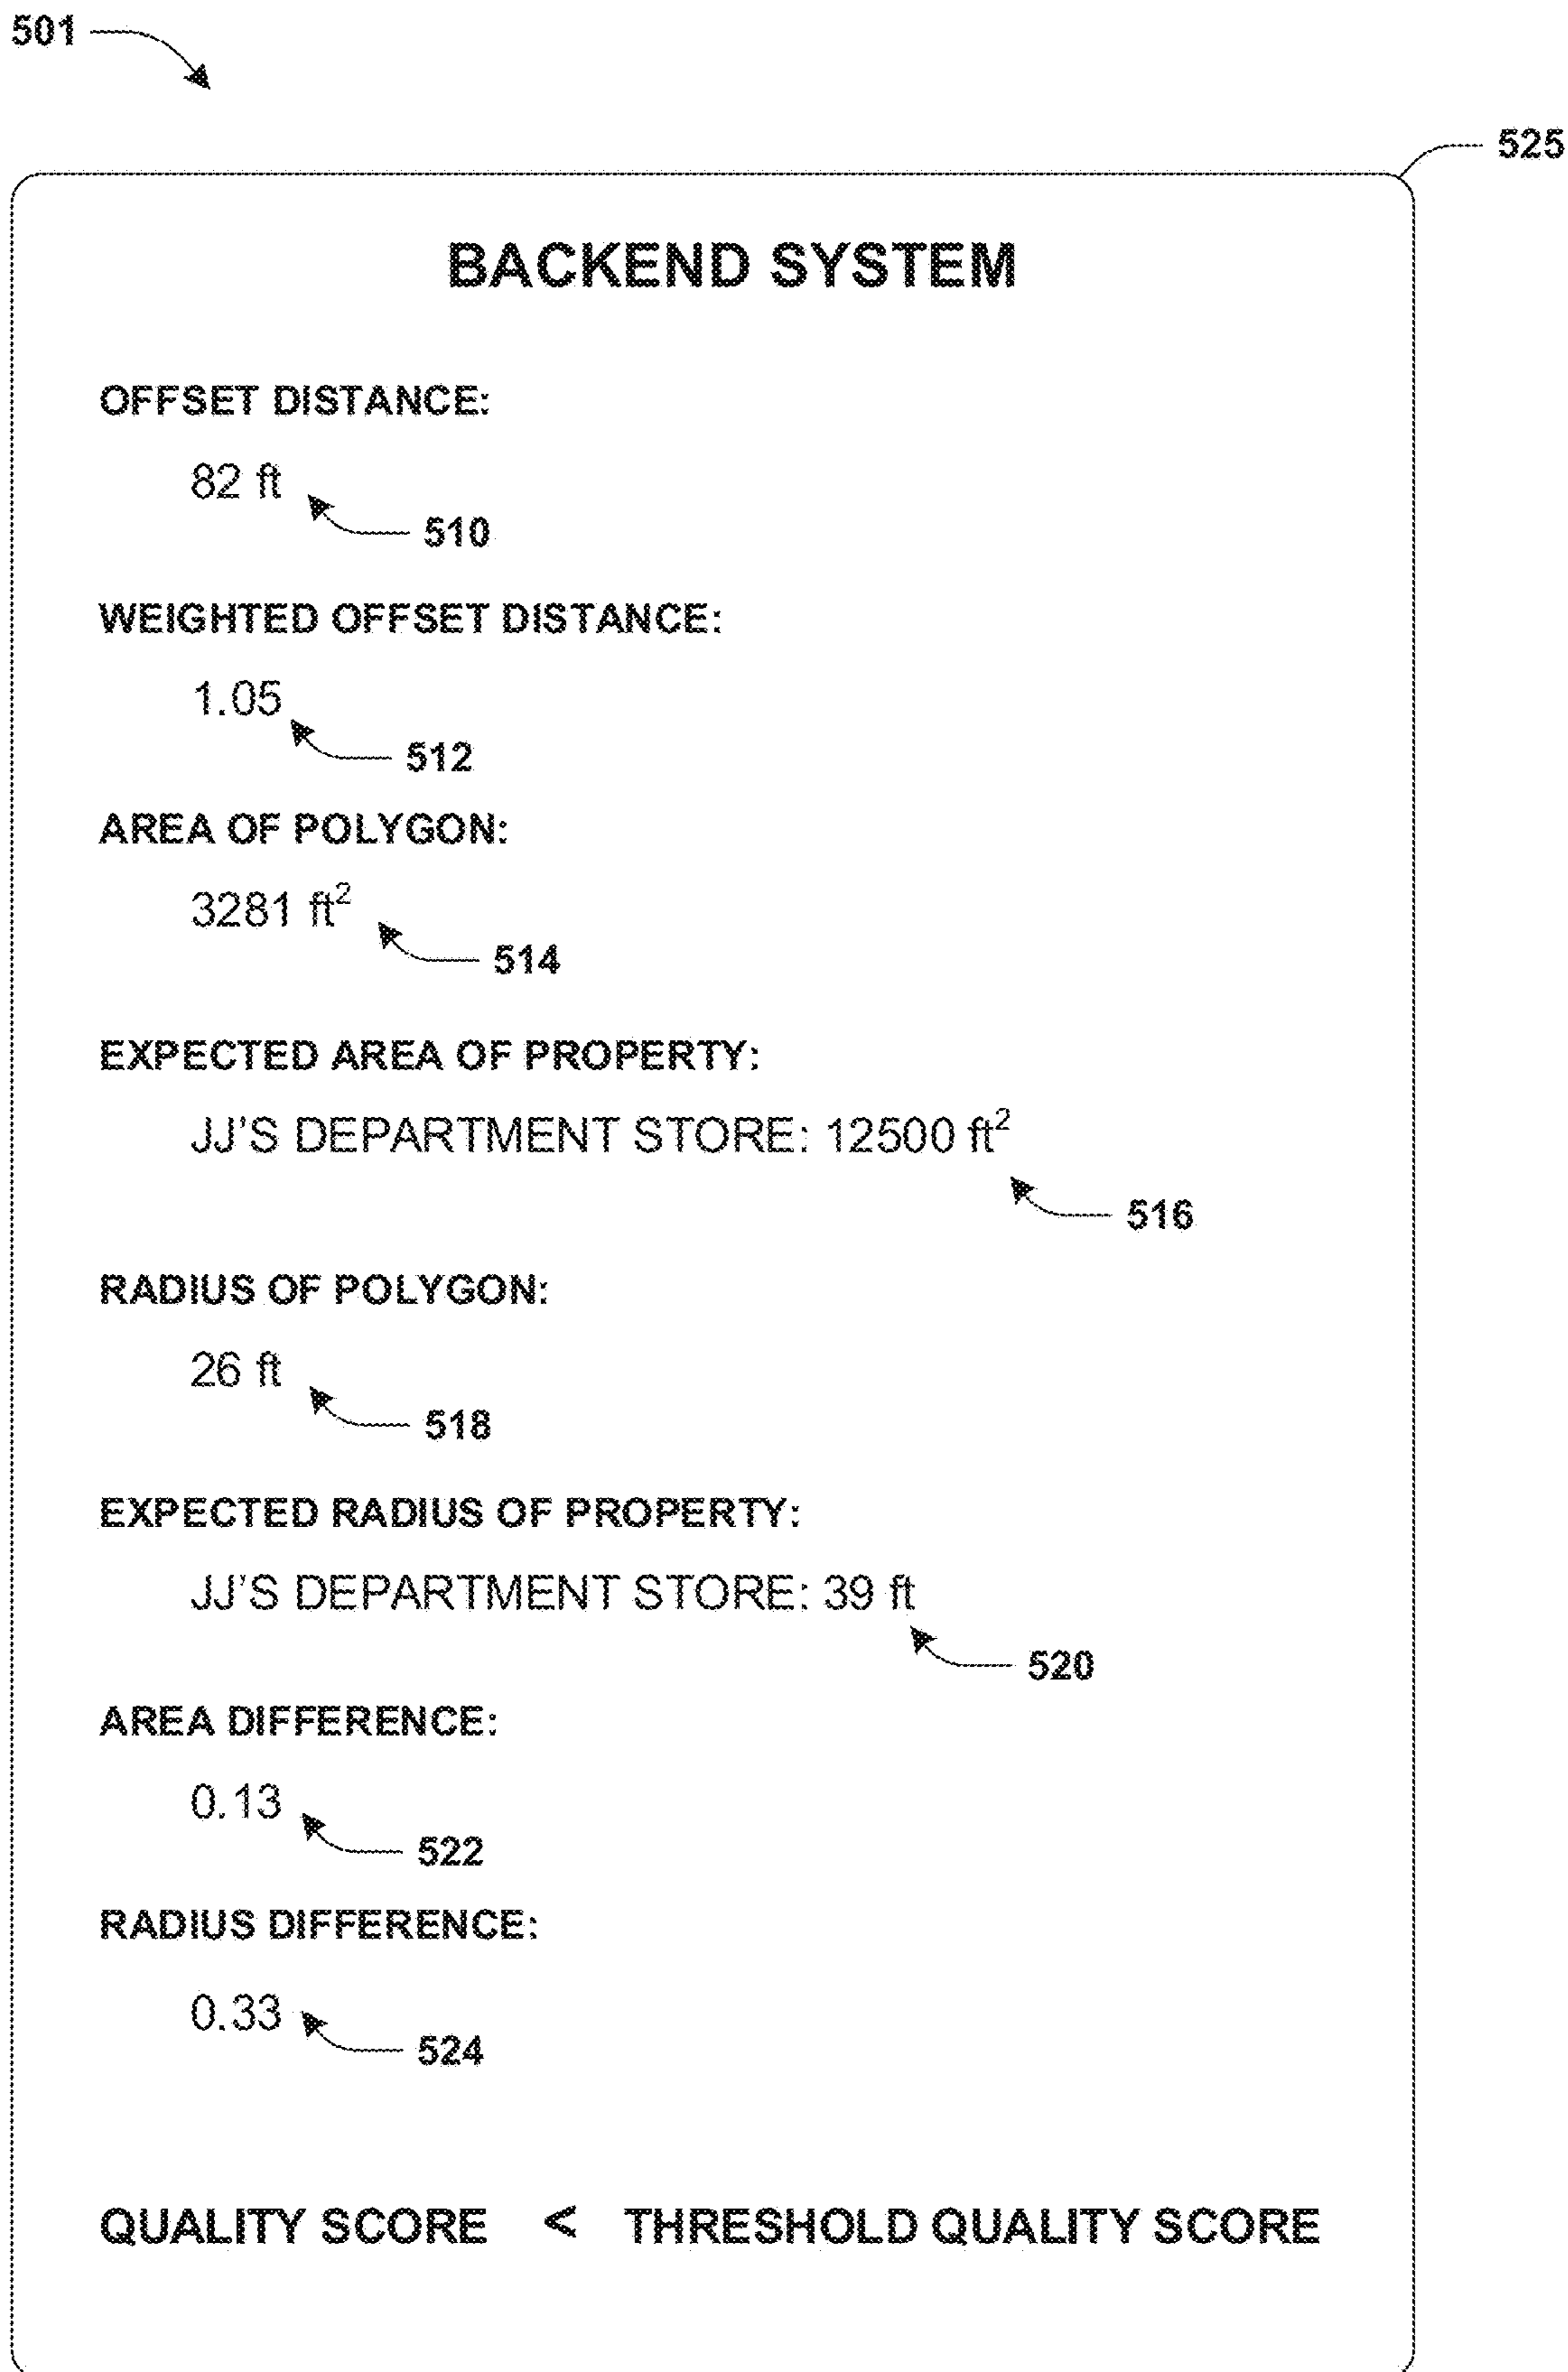 501
525
BACKEND SYSTEM
OFFSET DISTANCE:
82 ft
510
WEIGHTED OFFSET DISTANCE:
1.05
512
AREA OF POLYGON:
3281 ft²
514
EXPECTED AREA OF PROPERTY:
JJ'S DEPARTMENT STORE: 12500 ft²
516
RADIUS OF POLYGON:
26 ft
518
EXPECTED RADIUS OF PROPERTY:
JJ'S DEPARTMENT STORE: 39 ft
520
AREA DIFFERENCE:
0.13
522
RADIUS DIFFERENCE:
0.33
524
QUALITY SCORE < THRESHOLD QUALITY SCORE